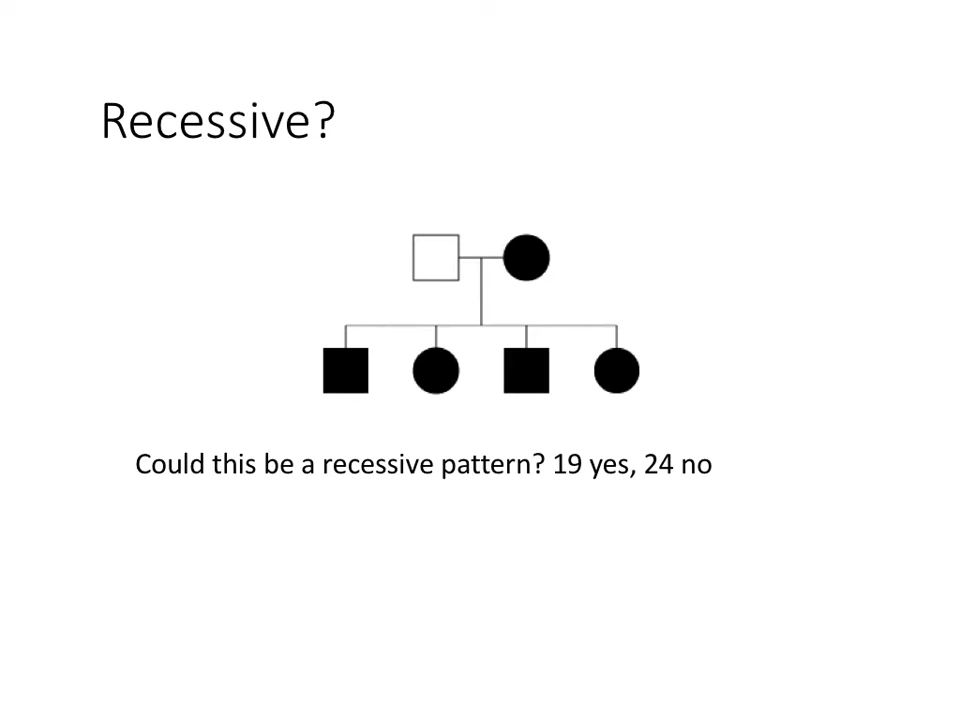 Recessive?
Could this be a recessive pattern? 19 yes, 24 no